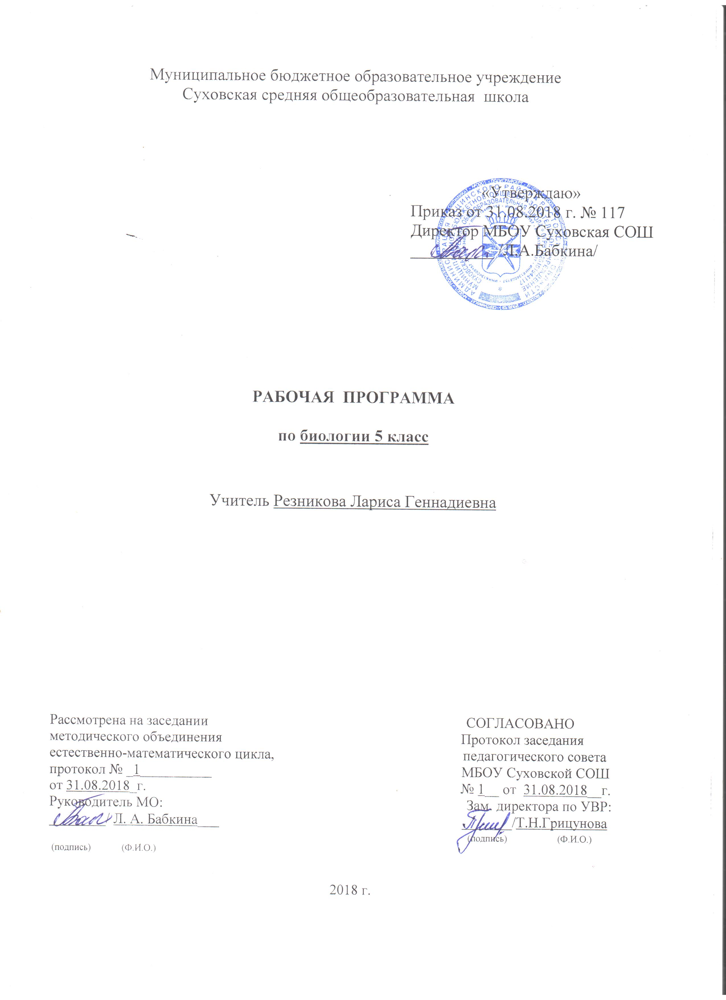 Муниципальное бюджетное образовательное учреждение
Суховская средняя общеобразовательная школа
«Утверждаю»
Приказ от 31.08.2018 г. № 117
Директор МБОУ Суховская СОШ
/Л.А.Бабкина/
РАБОЧАЯ ПРОГРАММА
по биологии 5 класс
Учитель Резникова Лариса Геннадиевна
Рассмотрена на заседании
методического объединения
естественно-математического цикла,
протокол № _1__________
от 31.08.2018_г.
Руководитель МО:
________/ Л. А. Бабкина___
(подпись) (Ф.И.О.)
СОГЛАСОВАНО
Протокол заседания
педагогического совета
МБОУ Суховской СОШ
№ 1__ от 31.08.2018__г.
Зам. директора по УВР:
_______/Т.Н.Грицунова
(подпись) (Ф.И.О.)
2018 г.